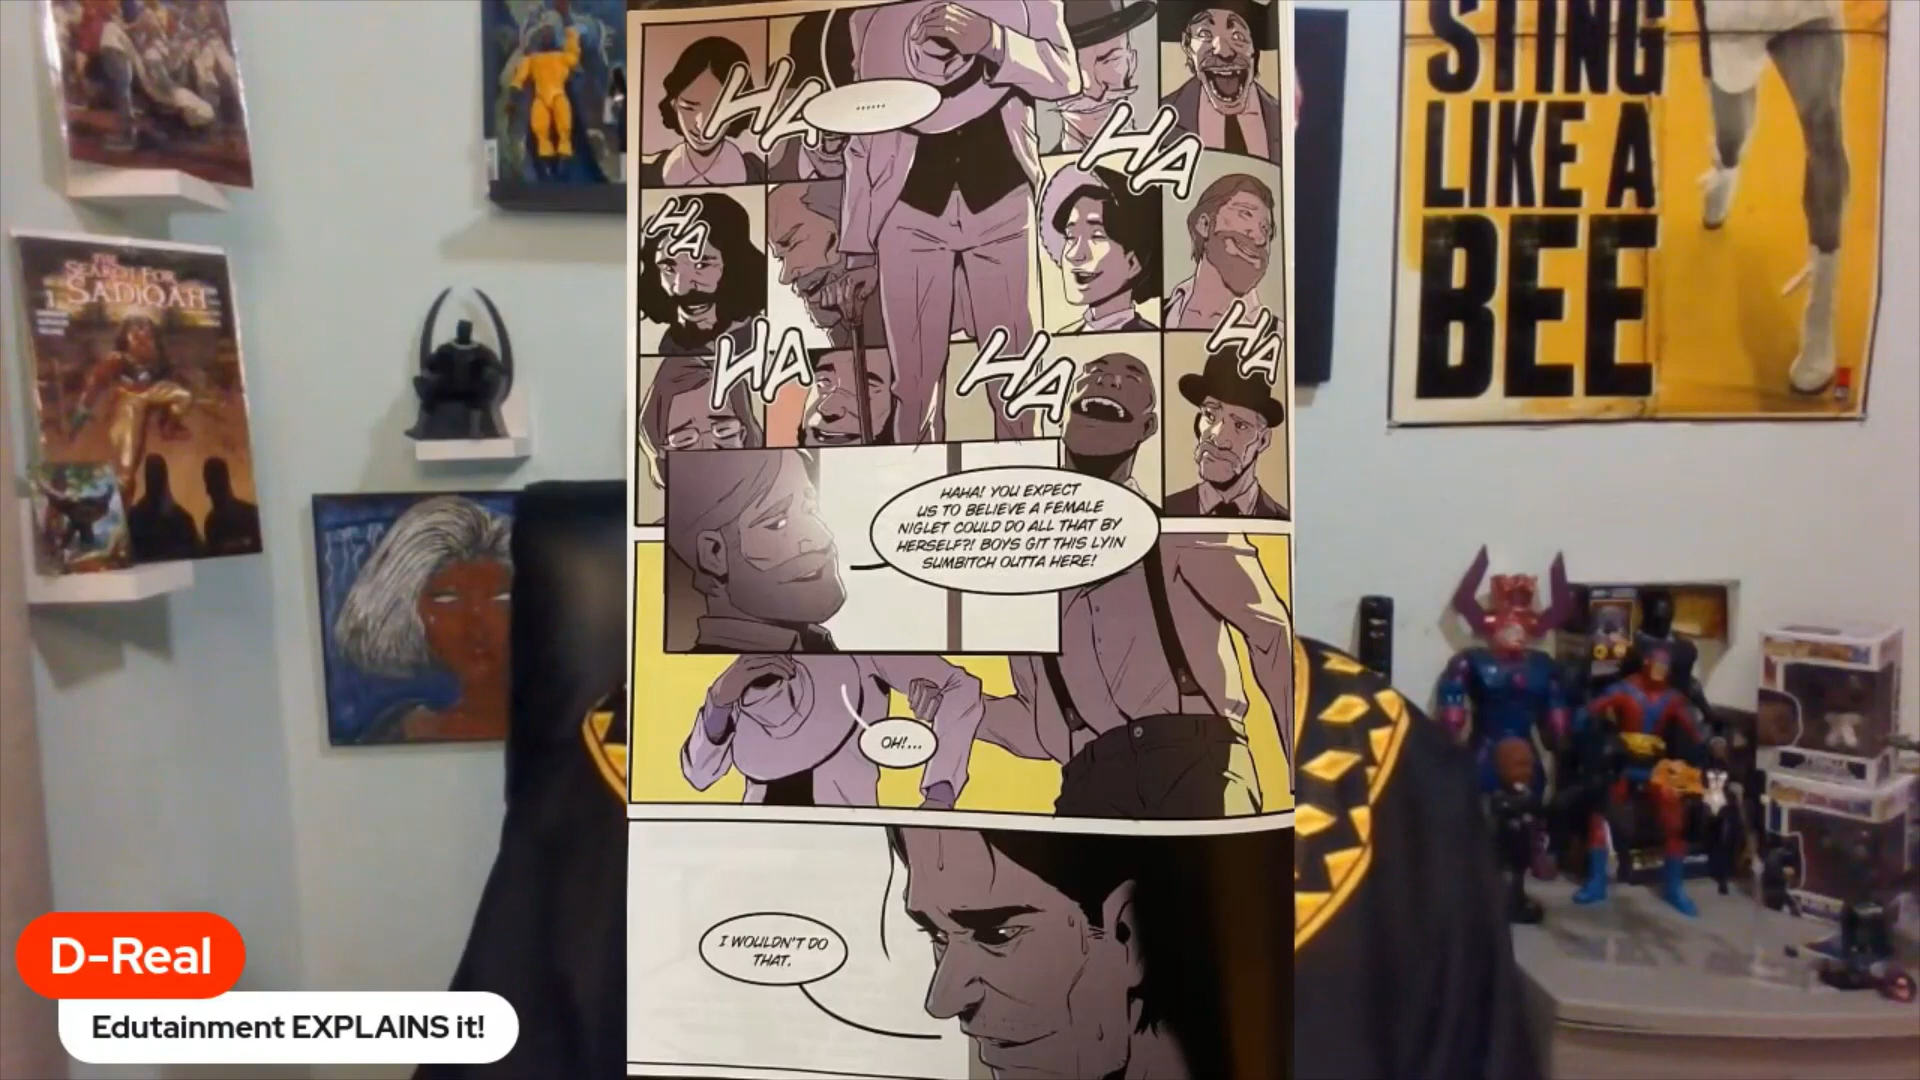 THE
SEARCH FOR
SADIQAH
1
STING
LIKE A
BEE
HA
......
HA
HA
HA
HA
HA
HAHA! YOU EXPECT
US TO BELIEVE A FEMALE
NIGLET COULD DO ALL THAT BY
HERSELF?! BOYS GIT THIS LYIN
SUMBITCH OUTTA HERE!
OH!...
I WOULDN'T DO
THAT.
D-Real
Edutainment EXPLAINS it!